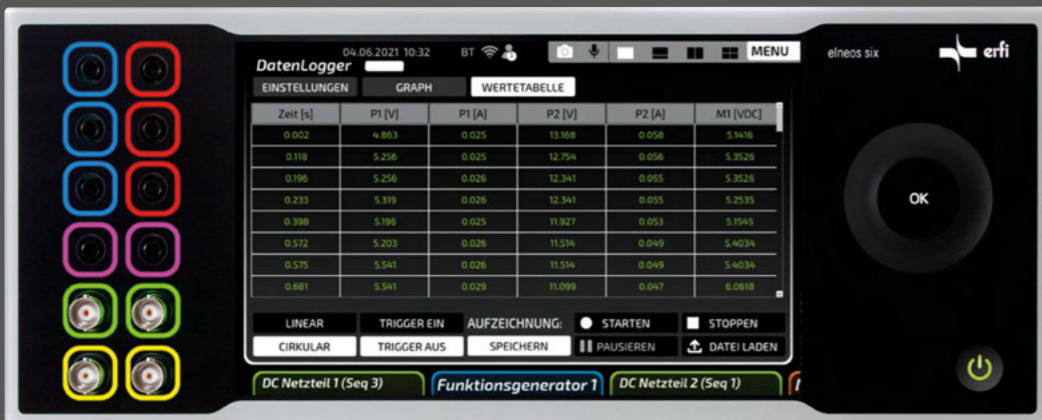 04.06.2021 10:32 BT MENU
elneos six erfi
DatenLogger
EINSTELLUNGEN GRAPH WERTETABELLE
Zeit [s] P1 [V] P1 [A] P2 [V] P2 [A] M1 [VDC]
0.002 4.863 0.025 13.168 0.058 5.1416
0.118 5.256 0.025 12.754 0.056 5.3526
0.196 5.256 0.026 12.341 0.055 5.3526
0.233 5.319 0.026 12.341 0.055 5.2535
0.398 5.196 0.025 11.927 0.053 5.1545
0.572 5.203 0.026 11.514 0.049 5.4034
0.575 5.541 0.026 11.514 0.049 5.4034
0.681 5.541 0.029 11.099 0.047 6.0618
OK
LINEAR TRIGGER EIN AUFZEICHNUNG: STARTEN STOPPEN
CIRKULAR TRIGGER AUS SPEICHERN PAUSIEREN DATEI LADEN
DC Netzteil 1 (Seq 3) Funktionsgenerator 1 DC Netzteil 2 (Seq 1)